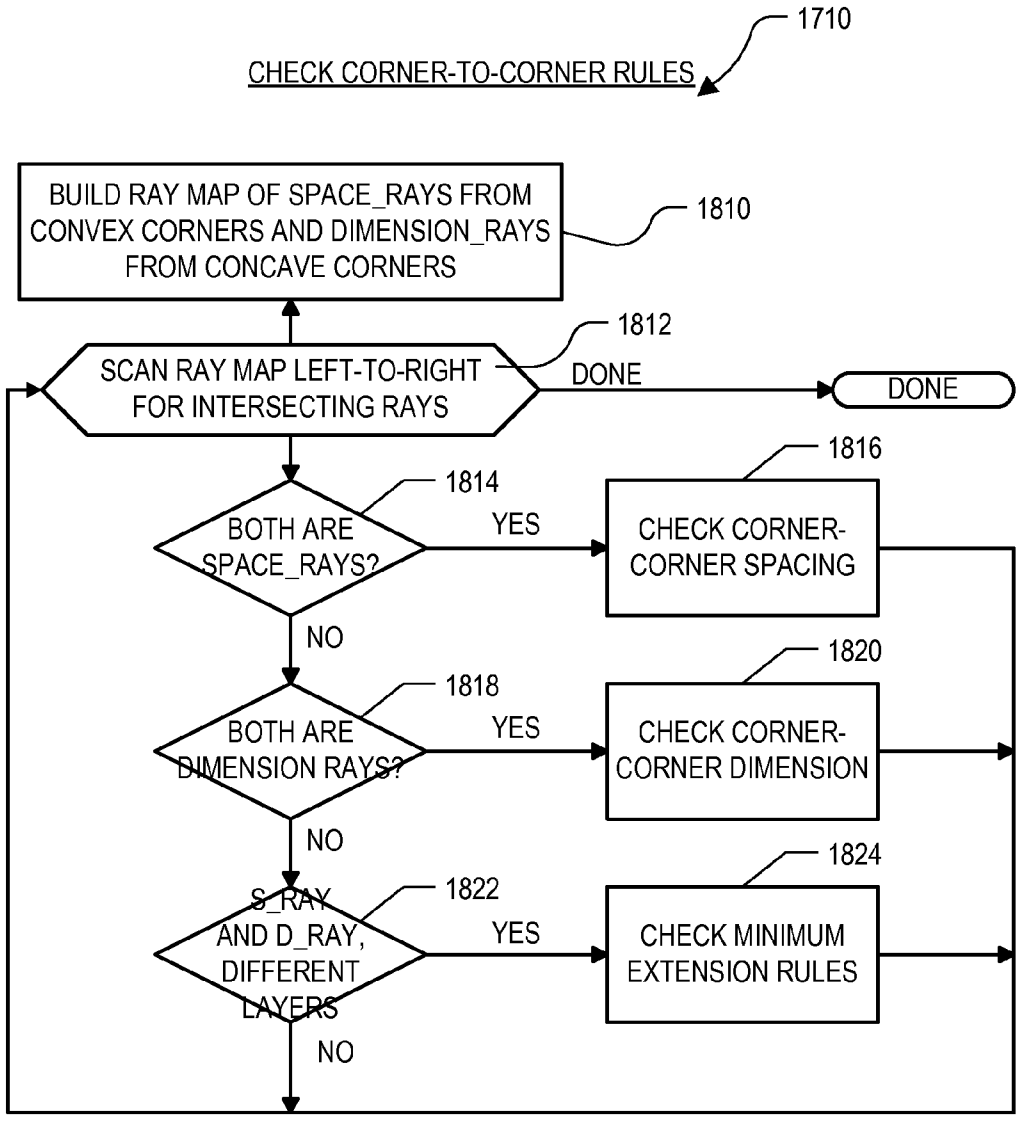 1710
CHECK CORNER-TO-CORNER RULES
BUILD RAY MAP OF SPACE_RAYS FROM
CONVEX CORNERS AND DIMENSION_RAYS
FROM CONCAVE CORNERS
1810
1812
SCAN RAY MAP LEFT-TO-RIGHT
FOR INTERSECTING RAYS
DONE
DONE
1814
BOTH ARE
SPACE_RAYS?
YES
1816
CHECK CORNER-
CORNER SPACING
NO
1818
BOTH ARE
DIMENSION RAYS?
YES
1820
CHECK CORNER-
CORNER DIMENSION
NO
1822
S_RAY
AND D_RAY,
DIFFERENT
LAYERS
YES
1824
CHECK MINIMUM
EXTENSION RULES
NO